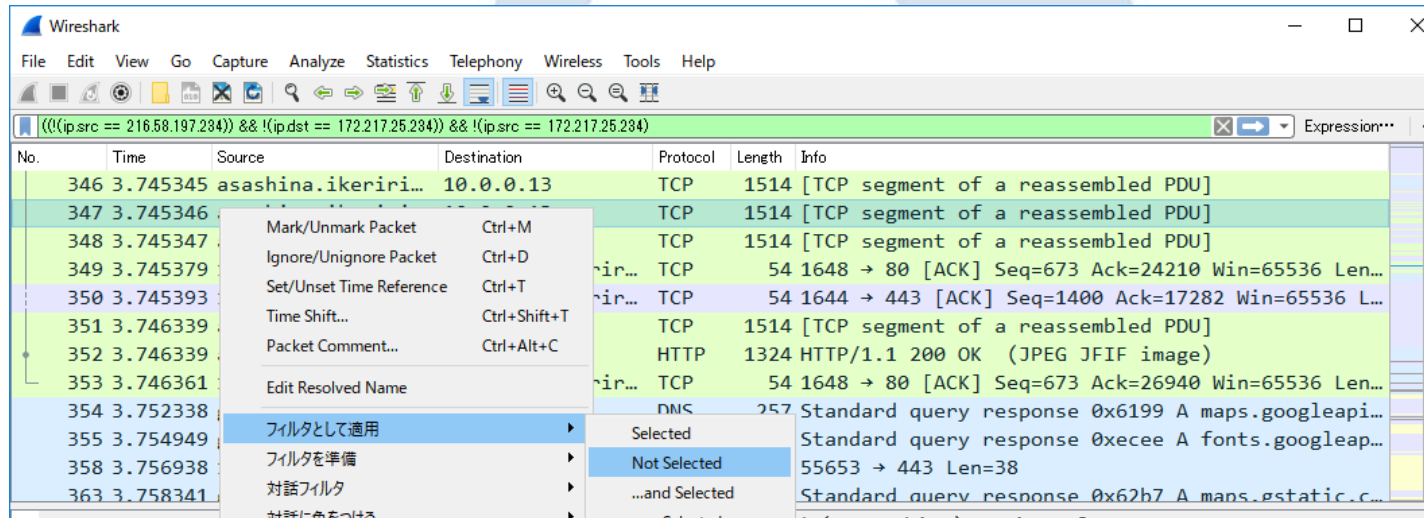 Wireshark
File Edit View Go Capture Analyze Statistics Telephony Wireless Tools Help
((!(ip.src == 216.58.197.234)) && !(ip.dst == 172.217.25.234)) && !(ip.src == 172.217.25.234)
Expression…
No. Time Source Destination Protocol Length Info
346 3.745345 asashina.ikeriri… 10.0.0.13 TCP 1514 [TCP segment of a reassembled PDU]
347 3.745346 TCP 1514 [TCP segment of a reassembled PDU]
Mark/Unmark Packet Ctrl+M
348 3.745347 TCP 1514 [TCP segment of a reassembled PDU]
Ignore/Unignore Packet Ctrl+D
349 3.745379 rir… TCP 54 1648 → 80 [ACK] Seq=673 Ack=24210 Win=65536 Len…
Set/Unset Time Reference Ctrl+T
350 3.745393 rir… TCP 54 1644 → 443 [ACK] Seq=1400 Ack=17282 Win=65536 L…
Time Shift... Ctrl+Shift+T
351 3.746339 TCP 1514 [TCP segment of a reassembled PDU]
Packet Comment... Ctrl+Alt+C
352 3.746339 HTTP 1324 HTTP/1.1 200 OK (JPEG JFIF image)
353 3.746361 rir… TCP 54 1648 → 80 [ACK] Seq=673 Ack=26940 Win=65536 Len…
Edit Resolved Name
354 3.752338 DNS 257 Standard query response 0x6199 A maps.googleapi…
フィルタとして適用
Selected
355 3.754949 Standard query response 0xecee A fonts.googleap…
フィルタを準備
Not Selected
358 3.756938 55653 → 443 Len=38
対話フィルタ
...and Selected
363 3.758341 Standard query response 0x62b7 A maps.gstatic.c…
対話に色をつける